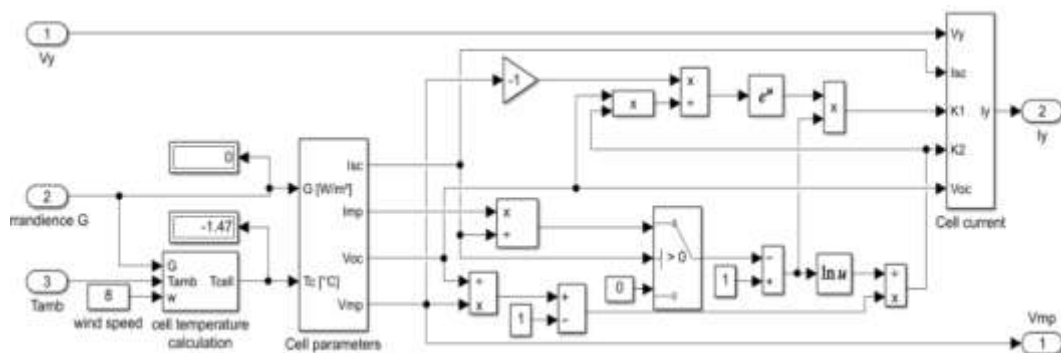 1
Vy
-1
x
÷
x
eᵘ
x
Vy
Isc
K1
K2
Voc
Iy
Cell current
2
Iy
0
2
rrandience G
-1.47
3
Tamb
8
wind speed
G
Tamb
w
Tcell
cell temperature
calculation
G [W/m²]
Tc [°C]
Isc
Imp
Voc
Vmp
Cell parameters
x
÷
÷
x
1
+
−
0
| > 0
1
−
+
ln u
÷
x
Vmp
1